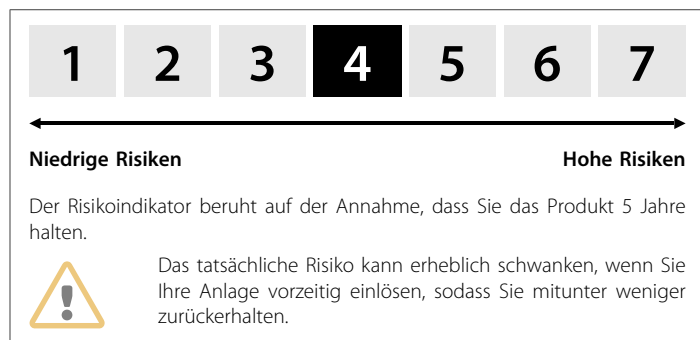 1 2 3 4 5 6 7
Niedrige Risiken Hohe Risiken
Der Risikoindikator beruht auf der Annahme, dass Sie das Produkt 5 Jahre
halten.
Das tatsächliche Risiko kann erheblich schwanken, wenn Sie
Ihre Anlage vorzeitig einlösen, sodass Sie mitunter weniger
zurückerhalten.